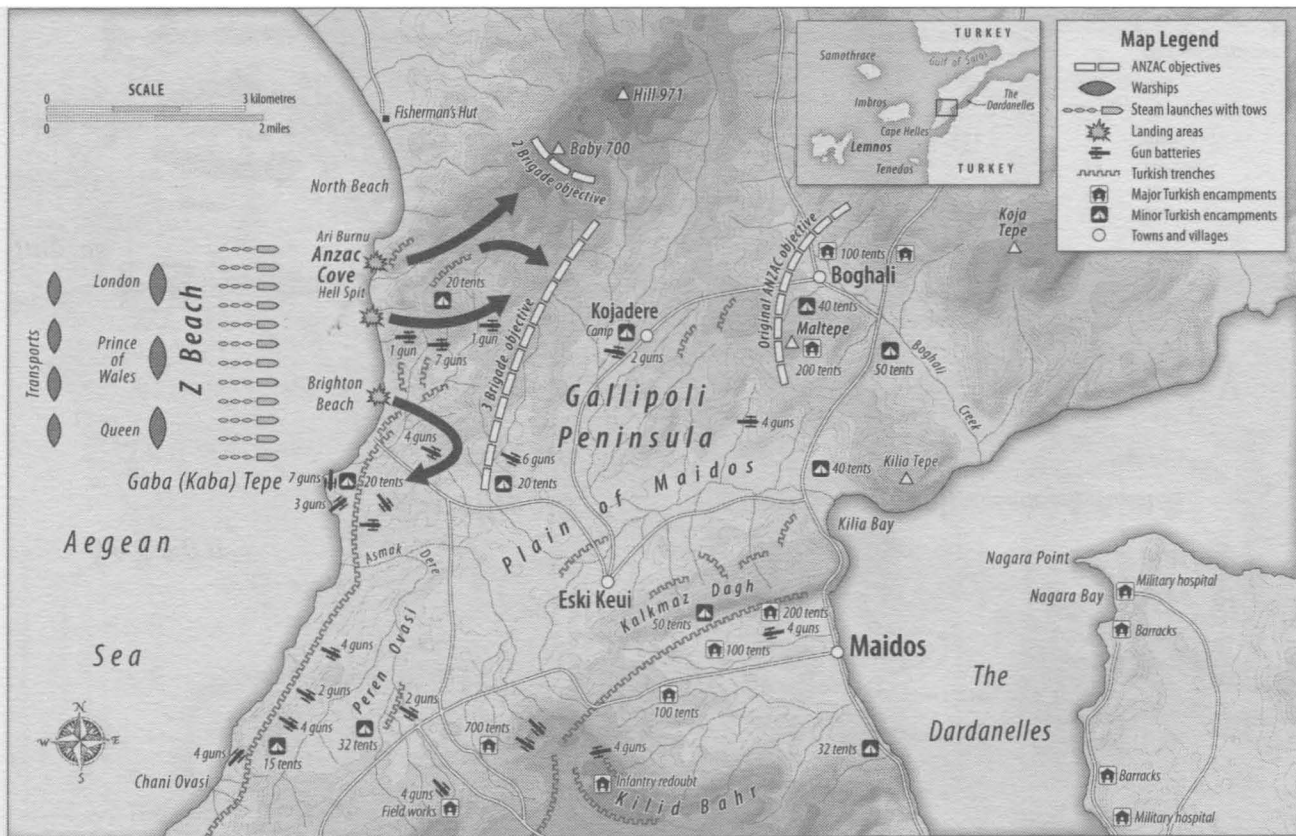 SCALE
0 3 kilometres
0 2 miles
Fisherman's Hut
North Beach
Hill 971
Baby 700
2 Brigade objective
Ari Burnu
Anzac
Cove
Hell Spit
Transports
London
Prince
of
Wales
Queen
Z Beach
Brighton
Beach
20 tents
1 gun
7 guns
1 gun
3 Brigade objective
Kojadere
Camp
2 guns
Original ANZAC objective
100 tents
Boghali
40 tents
Maltepe
200 tents
50 tents
Boghali
Creek
Koja
Tepe
Gallipoli
Peninsula
4 guns
4 guns
6 guns
20 tents
Gaba (Kaba) Tepe
7 guns
20 tents
3 guns
40 tents
Kilia Tepe
Plain of Maidos
Kilia Bay
Aegean
Sea
Asmak Dere
Eski Keui
Kalkmaz Dagh
50 tents
200 tents
4 guns
100 tents
Maidos
Nagara Point
Nagara Bay
Military hospital
Barracks
The
Dardanelles
4 guns
Peren Ovasi
2 guns
2 guns
4 guns
32 tents
4 guns
15 tents
Chani Ovasi
700 tents
100 tents
4 guns
32 tents
Infantry redoubt
Kilid Bahr
4 guns
Field works
Barracks
Military hospital
N
W E
S
TURKEY
Gulf of Saros
Samothrace
The
Dardanelles
Imbros
Cape Helles
Lemnos
Tenedos
TURKEY
Map Legend
ANZAC objectives
Warships
Steam launches with tows
Landing areas
Gun batteries
Turkish trenches
Major Turkish encampments
Minor Turkish encampments
Towns and villages